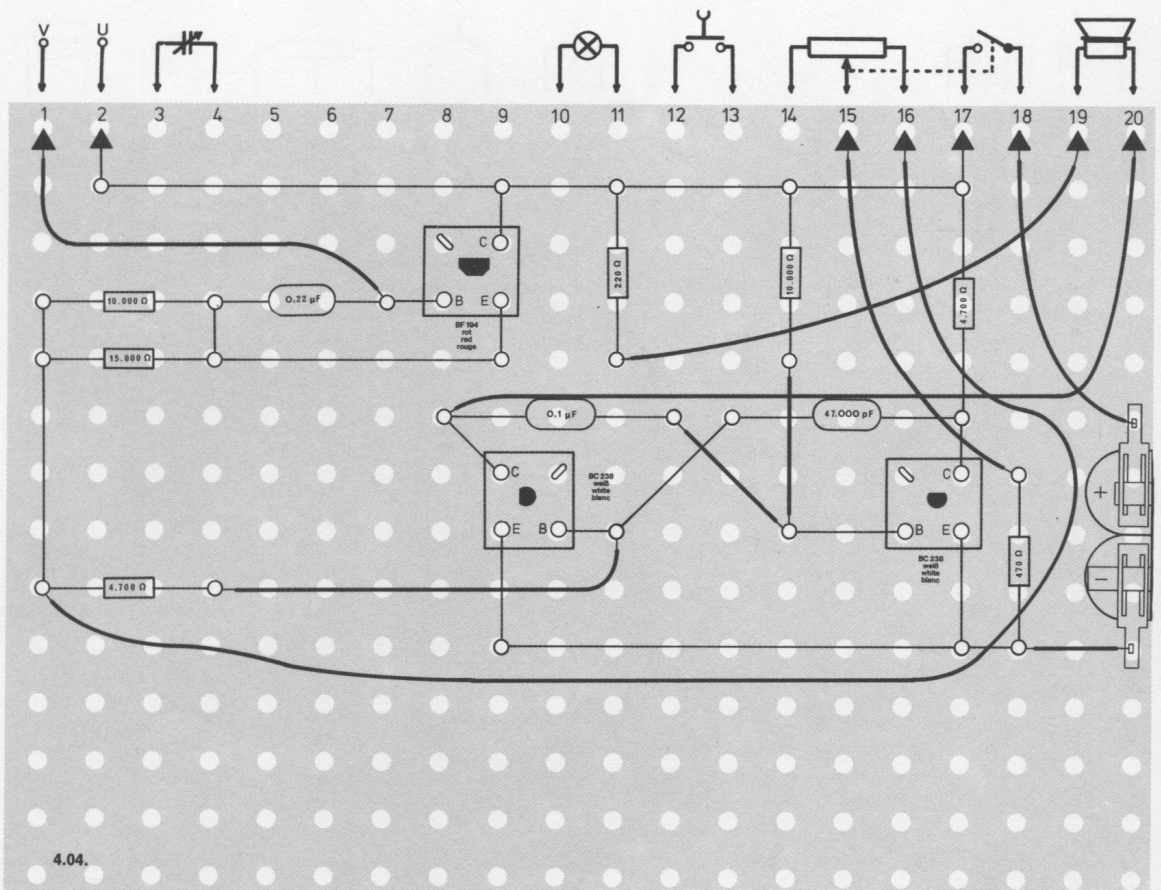 V U
1 2 3 4 5 6 7 8 9 10 11 12 13 14 15 16 17 18 19 20
C
B E
BF 194
rot
red
rouge
10.000 Ω
0,22 µF
15.000 Ω
220 Ω
10.000 Ω
4.700 Ω
0,1 µF
47.000 pF
C
E B
BC 238
weiß
white
blanc
C
B E
BC 238
weiß
white
blanc
+
−
4.700 Ω
470 Ω
4.04.